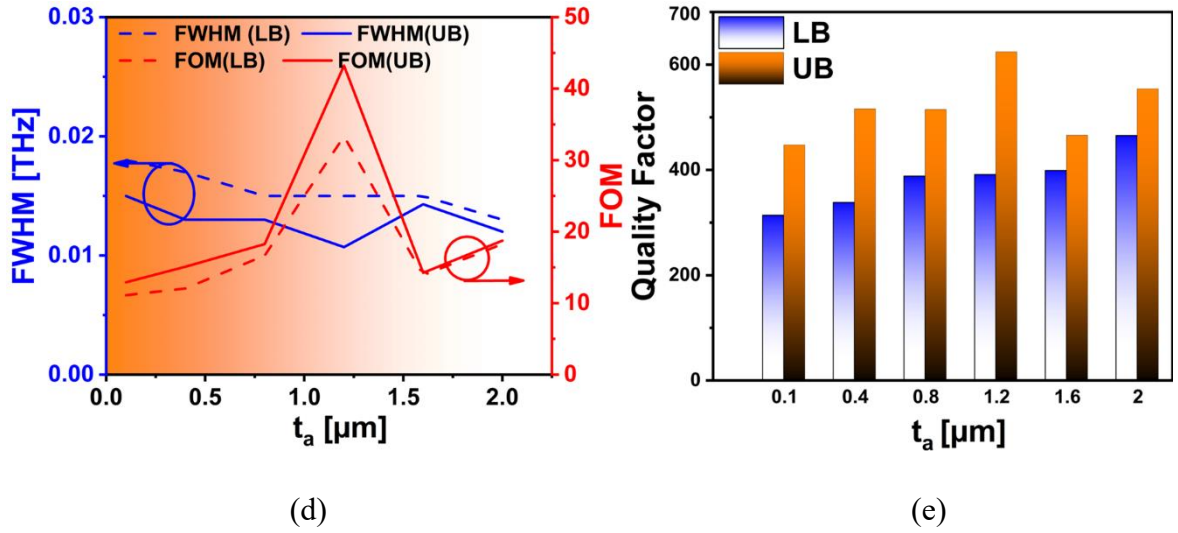 0.03
0.02
0.01
0.00
FWHM [THz]
FWHM (LB) FWHM(UB)
FOM(LB) FOM(UB)
50
40
30
20
10
0
FOM
0.0 0.5 1.0 1.5 2.0
tₐ [µm]
(d)
700
600
400
200
0
Quality Factor
LB
UB
0.1 0.4 0.8 1.2 1.6 2
tₐ [µm]
(e)